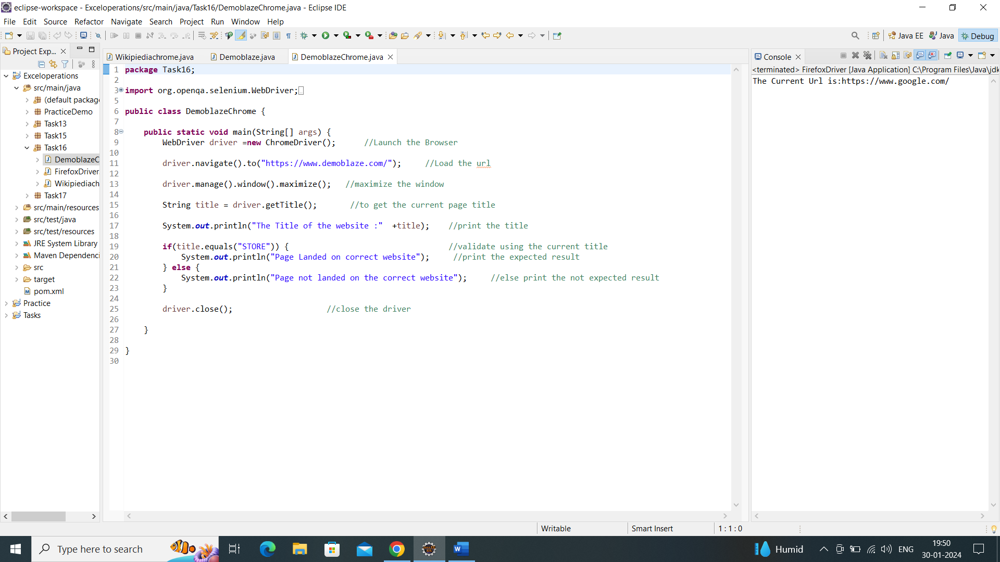 eclipse-workspace - Exceloperations/src/main/java/Task16/DemoblazeChrome.java - Eclipse IDE
File Edit Source Refactor Navigate Search Project Run Window Help
Java EE Java Debug
Project Exp...
Wikipiediachrome.java Demoblaze.java DemoblazeChrome.java
Console
<terminated> FirefoxDriver [Java Application] C:\Program Files\Java\jdk
The Current Url is:https://www.google.com/
Exceloperations
src/main/java
(default packag
PracticeDemo
Task13
Task15
Task16
DemoblazeC
FirefoxDriver
Wikipiediach
Task17
src/main/resources
src/test/java
src/test/resources
JRE System Library
Maven Dependenci
src
target
pom.xml
Practice
Tasks
1 package Task16;
2
3 import org.openqa.selenium.WebDriver;
5
6 public class DemoblazeChrome {
7
8 public static void main(String[] args) {
9 WebDriver driver =new ChromeDriver(); //Launch the Browser
10
11 driver.navigate().to("https://www.demoblaze.com/"); //Load the url
12
13 driver.manage().window().maximize(); //maximize the window
14
15 String title = driver.getTitle(); //to get the current page title
16
17 System.out.println("The Title of the website :" +title); //print the title
18
19 if(title.equals("STORE")) { //validate using the current title
20 System.out.println("Page Landed on correct website"); //print the expected result
21 } else {
22 System.out.println("Page not landed on the correct website"); //else print the not expected result
23 }
24
25 driver.close(); //close the driver
26
27 }
28
29 }
30
Writable Smart Insert 1 : 1 : 0
Type here to search
Humid
ENG
19:50
30-01-2024